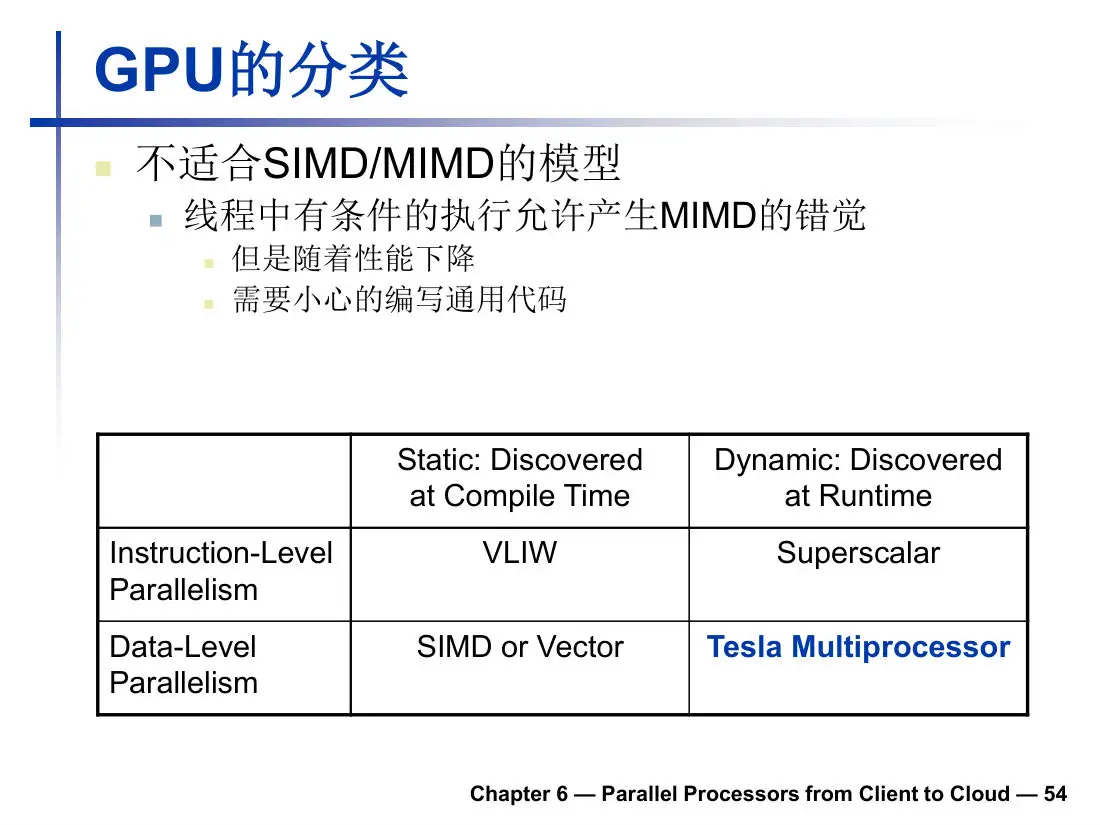 GPU的分类
不适合SIMD/MIMD的模型
线程中有条件的执行允许产生MIMD的错觉
但是随着性能下降
需要小心的编写通用代码
Static: Discovered
at Compile Time
Dynamic: Discovered
at Runtime
Instruction-Level
Parallelism
VLIW
Superscalar
Data-Level
Parallelism
SIMD or Vector
Tesla Multiprocessor
Chapter 6 — Parallel Processors from Client to Cloud — 54